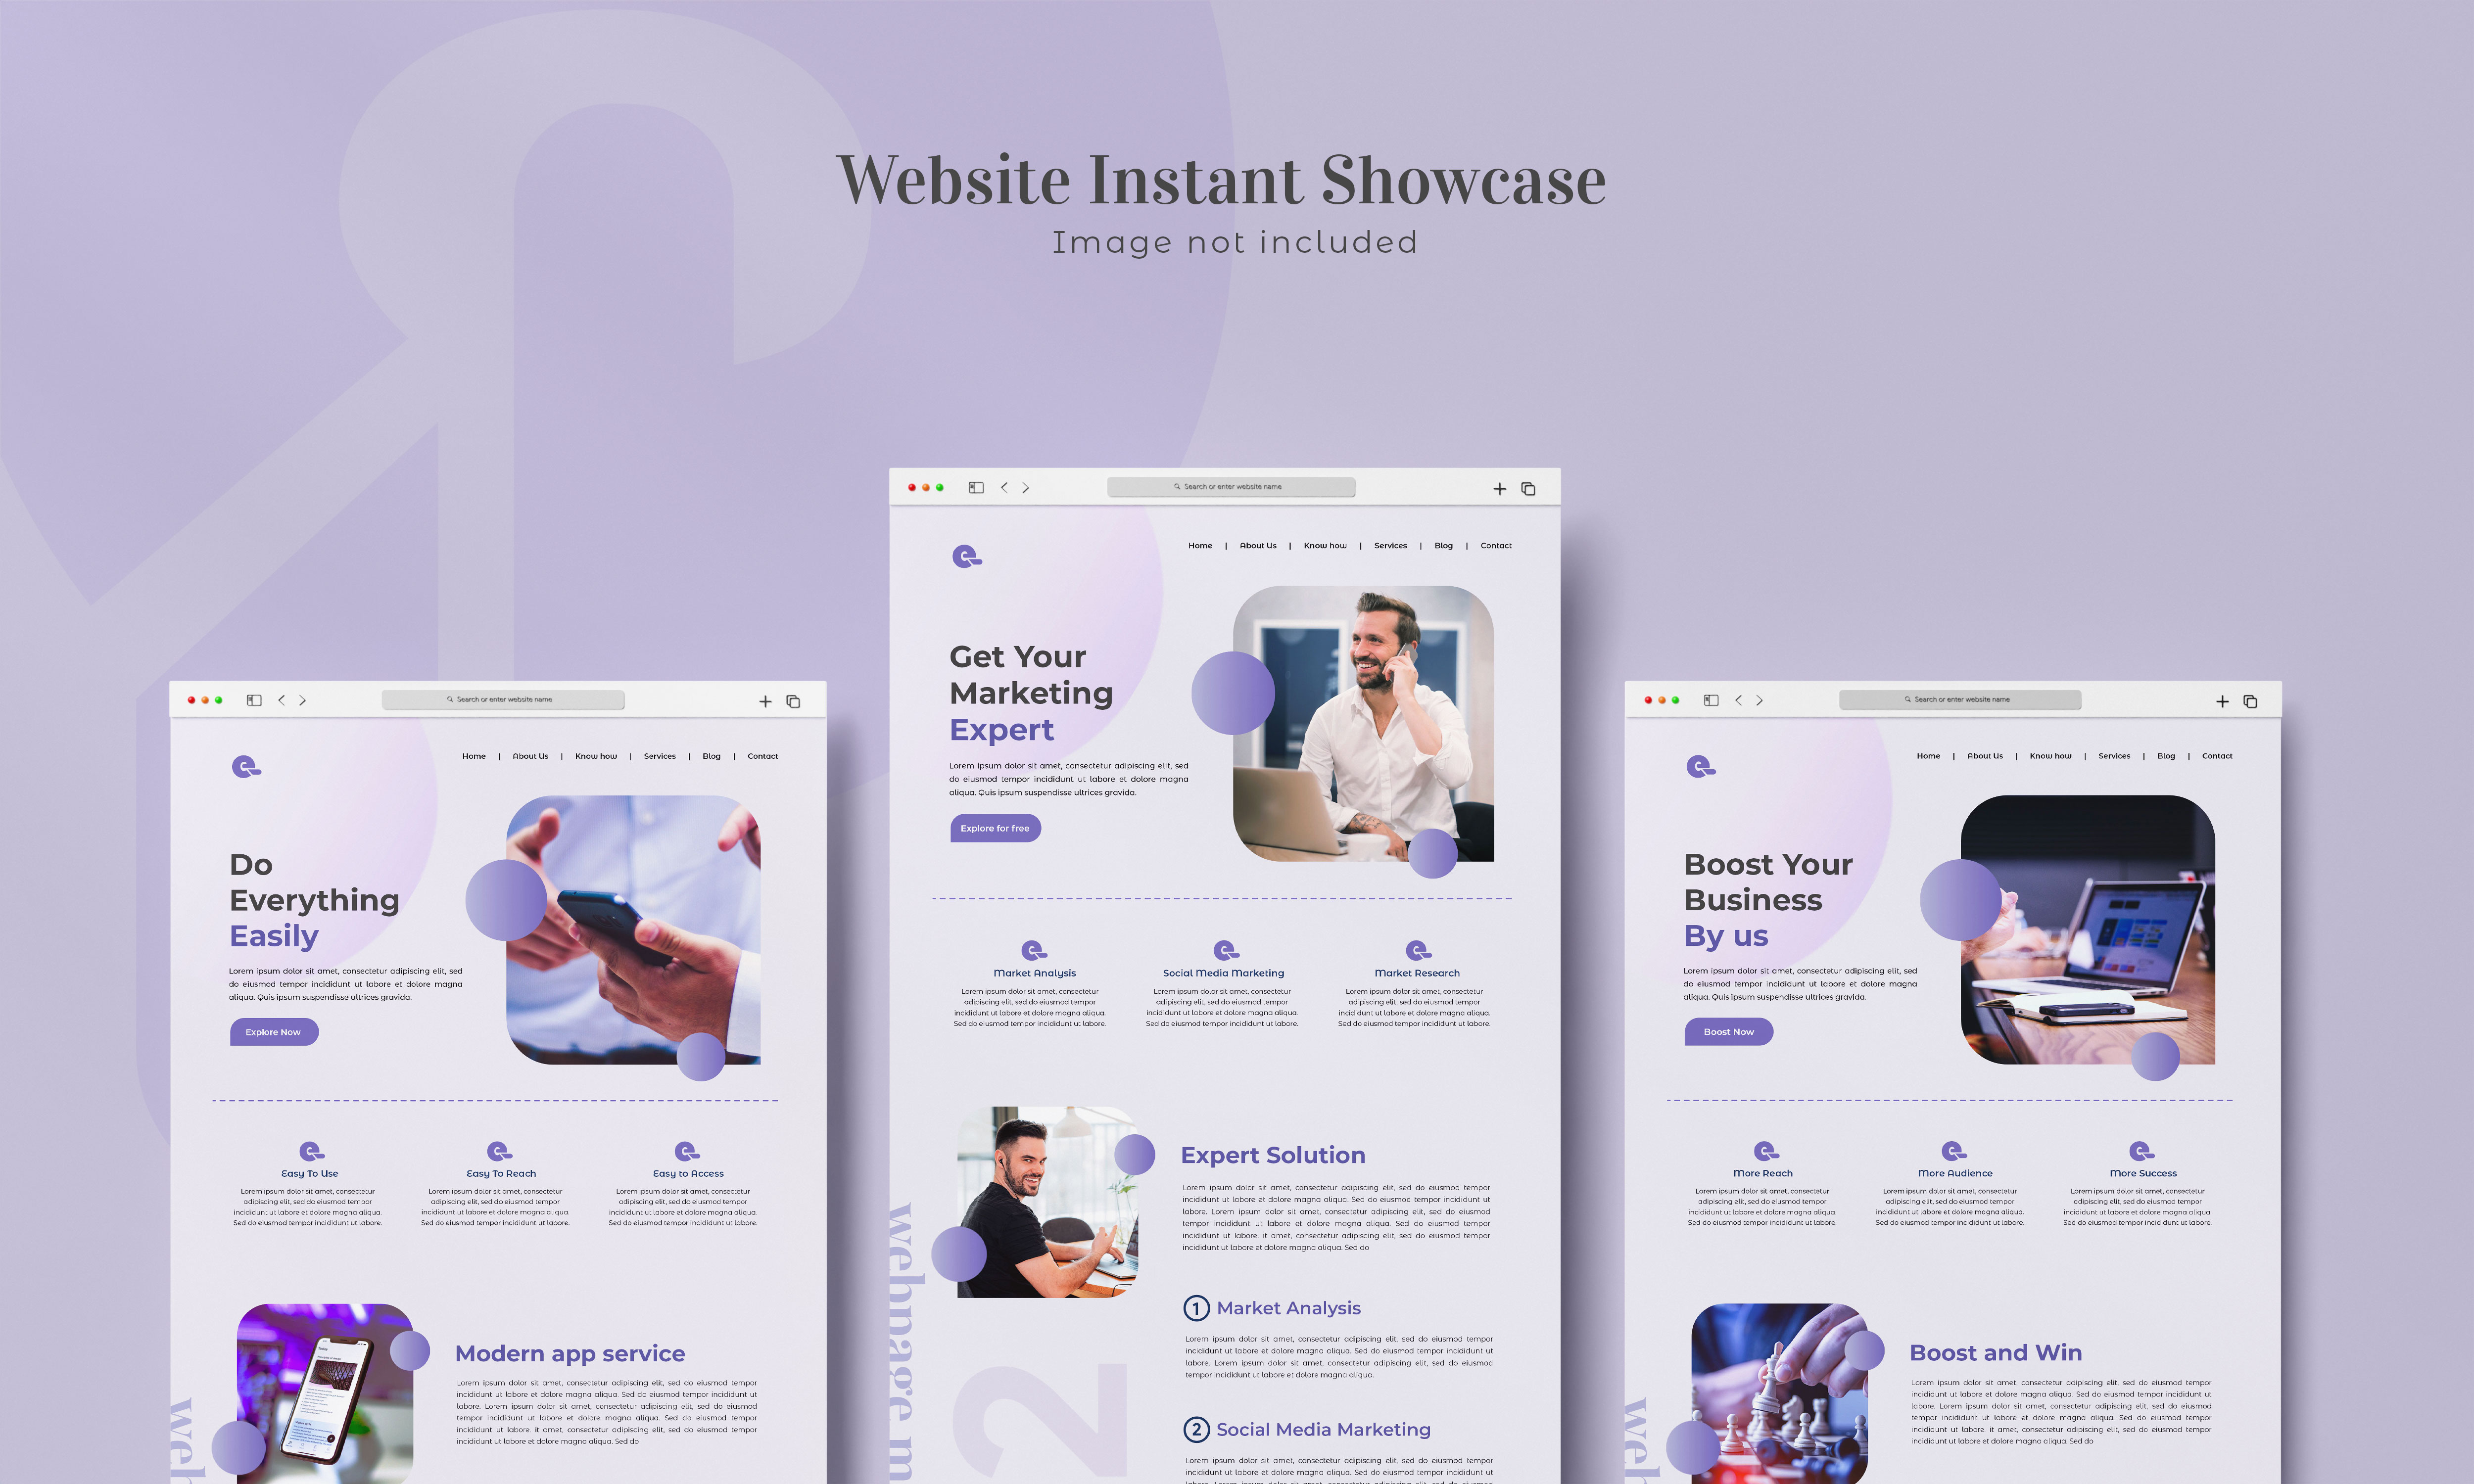 Website Instant Showcase
Image not included
Search or enter website name
Home | About Us | Know how | Services | Blog | Contact
Do
Everything
Easily
Lorem ipsum dolor sit amet, consectetur adipiscing elit, sed
do eiusmod tempor incididunt ut labore et dolore magna
aliqua. Quis ipsum suspendisse ultrices gravida.
Explore Now
Easy To Use
Lorem ipsum dolor sit amet, consectetur
adipiscing elit, sed do eiusmod tempor
incididunt ut labore et dolore magna aliqua.
Sed do eiusmod tempor incididunt ut labore.
Easy To Reach
Lorem ipsum dolor sit amet, consectetur
adipiscing elit, sed do eiusmod tempor
incididunt ut labore et dolore magna aliqua.
Sed do eiusmod tempor incididunt ut labore.
Easy to Access
Lorem ipsum dolor sit amet, consectetur
adipiscing elit, sed do eiusmod tempor
incididunt ut labore et dolore magna aliqua.
Sed do eiusmod tempor incididunt ut labore.
Modern app service
Lorem ipsum dolor sit amet, consectetur adipiscing elit, sed do eiusmod tempor
incididunt ut labore et dolore magna aliqua. Sed do eiusmod tempor incididunt ut
labore. Lorem ipsum dolor sit amet, consectetur adipiscing elit, sed do eiusmod
tempor incididunt ut labore et dolore magna aliqua. Sed do eiusmod tempor
incididunt ut labore. it amet, consectetur adipiscing elit, sed do eiusmod tempor
incididunt ut labore et dolore magna aliqua. Sed do
Search or enter website name
Home | About Us | Know how | Services | Blog | Contact
Get Your
Marketing
Expert
Lorem ipsum dolor sit amet, consectetur adipiscing elit, sed
do eiusmod tempor incididunt ut labore et dolore magna
aliqua. Quis ipsum suspendisse ultrices gravida.
Explore for free
Market Analysis
Lorem ipsum dolor sit amet, consectetur
adipiscing elit, sed do eiusmod tempor
incididunt ut labore et dolore magna aliqua.
Sed do eiusmod tempor incididunt ut labore.
Social Media Marketing
Lorem ipsum dolor sit amet, consectetur
adipiscing elit, sed do eiusmod tempor
incididunt ut labore et dolore magna aliqua.
Sed do eiusmod tempor incididunt ut labore.
Market Research
Lorem ipsum dolor sit amet, consectetur
adipiscing elit, sed do eiusmod tempor
incididunt ut labore et dolore magna aliqua.
Sed do eiusmod tempor incididunt ut labore.
Expert Solution
Lorem ipsum dolor sit amet, consectetur adipiscing elit, sed do eiusmod tempor
incididunt ut labore et dolore magna aliqua. Sed do eiusmod tempor incididunt ut
labore. Lorem ipsum dolor sit amet, consectetur adipiscing elit, sed do eiusmod
tempor incididunt ut labore et dolore magna aliqua. Sed do eiusmod tempor
incididunt ut labore. it amet, consectetur adipiscing elit, sed do eiusmod tempor
incididunt ut labore et dolore magna aliqua. Sed do
1 Market Analysis
Lorem ipsum dolor sit amet, consectetur adipiscing elit, sed do eiusmod tempor
incididunt ut labore et dolore magna aliqua. Sed do eiusmod tempor incididunt ut
labore. Lorem ipsum dolor sit amet, consectetur adipiscing elit, sed do eiusmod
tempor incididunt ut labore et dolore magna aliqua.
2 Social Media Marketing
Lorem ipsum dolor sit amet, consectetur adipiscing elit, sed do eiusmod tempor
incididunt ut labore et dolore magna aliqua. Sed do eiusmod tempor incididunt ut
2
Search or enter website name
Home | About Us | Know how | Services | Blog | Contact
Boost Your
Business
By us
Lorem ipsum dolor sit amet, consectetur adipiscing elit, sed
do eiusmod tempor incididunt ut labore et dolore magna
aliqua. Quis ipsum suspendisse ultrices gravida.
Boost Now
More Reach
Lorem ipsum dolor sit amet, consectetur
adipiscing elit, sed do eiusmod tempor
incididunt ut labore et dolore magna aliqua.
Sed do eiusmod tempor incididunt ut labore.
More Audience
Lorem ipsum dolor sit amet, consectetur
adipiscing elit, sed do eiusmod tempor
incididunt ut labore et dolore magna aliqua.
Sed do eiusmod tempor incididunt ut labore.
More Success
Lorem ipsum dolor sit amet, consectetur
adipiscing elit, sed do eiusmod tempor
incididunt ut labore et dolore magna aliqua.
Sed do eiusmod tempor incididunt ut labore.
Boost and Win
Lorem ipsum dolor sit amet, consectetur adipiscing elit, sed do eiusmod tempor
incididunt ut labore et dolore magna aliqua. Sed do eiusmod tempor incididunt ut
labore. Lorem ipsum dolor sit amet, consectetur adipiscing elit, sed do eiusmod
tempor incididunt ut labore et dolore magna aliqua. Sed do eiusmod tempor
incididunt ut labore. it amet, consectetur adipiscing elit, sed do eiusmod tempor
incididunt ut labore et dolore magna aliqua. Sed do